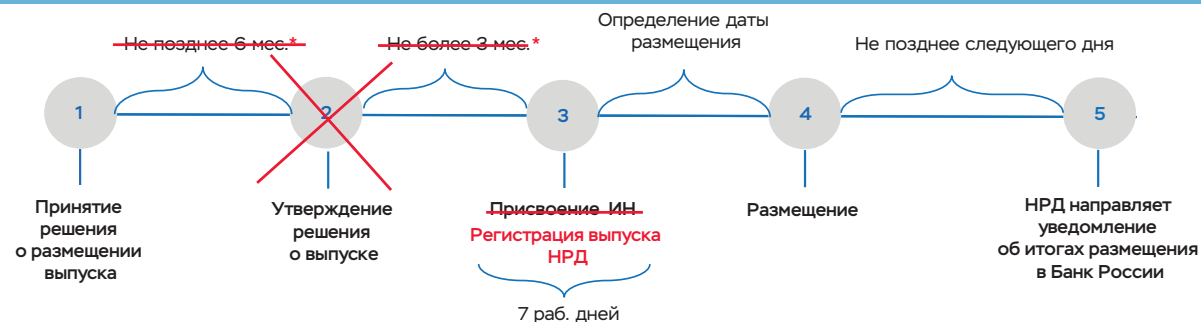 Не позднее 6 мес.*
Не более 3 мес.*
Определение даты
размещения
Не позднее следующего дня
1
2
3
4
5
Принятие
решения
о размещении
выпуска
Утверждение
решения
о выпуске
Присвоение ИН
Регистрация выпуска
НРД
7 раб. дней
Размещение
НРД направляет
уведомление
об итогах размещения
в Банк России